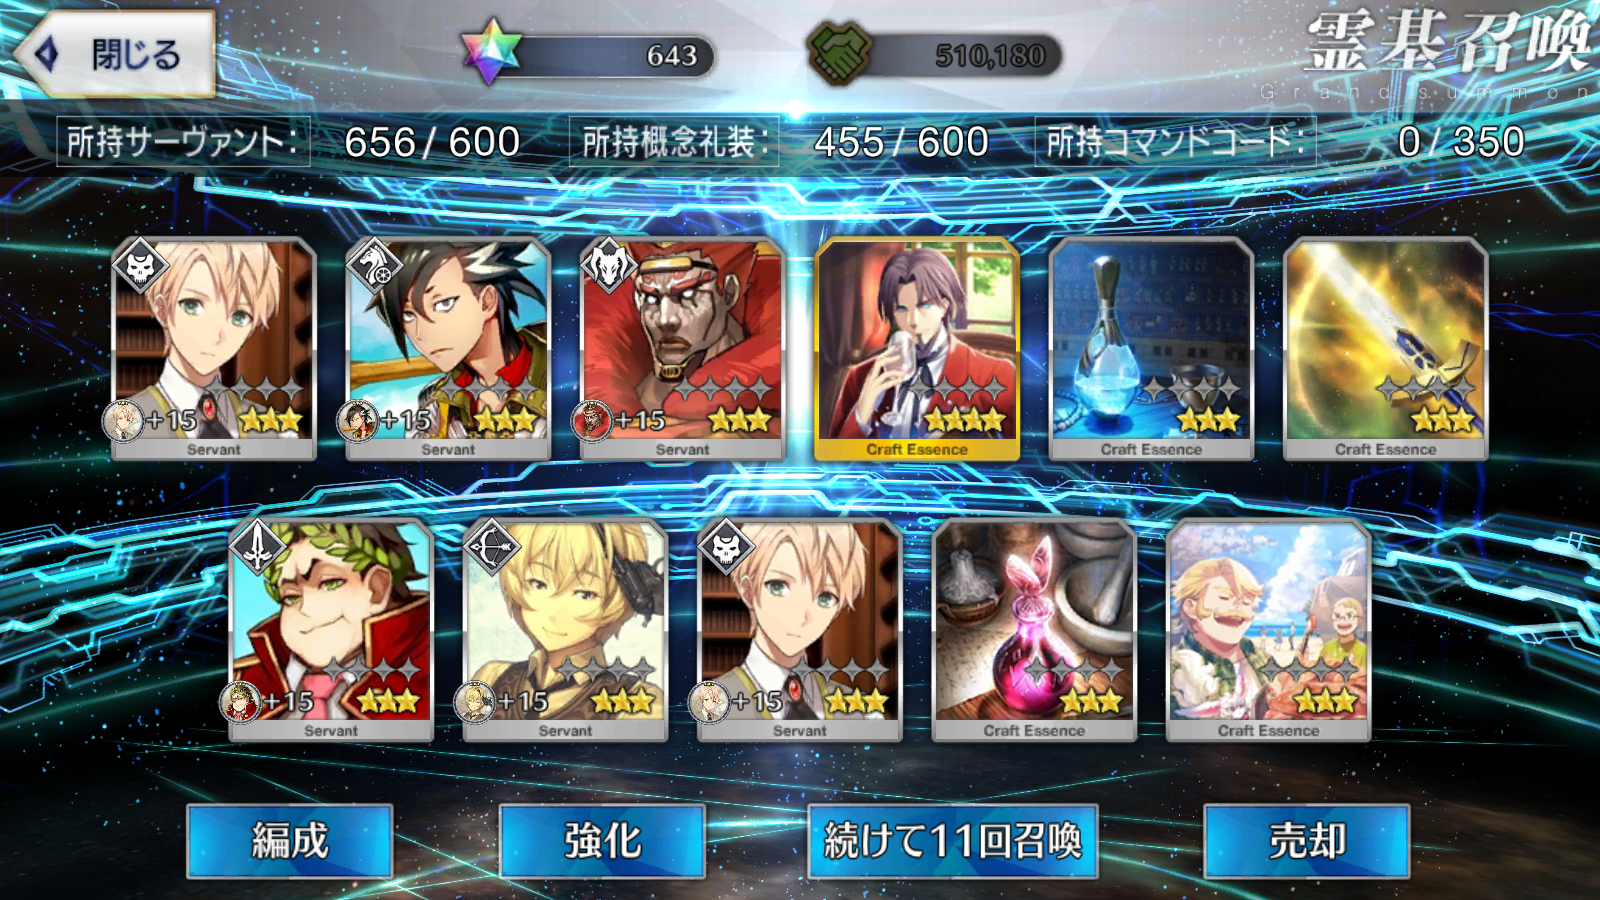 閉じる
643
510,180
霊基召喚
Grand summon
所持サーヴァント: 656 / 600
所持概念礼装: 455 / 600
所持コマンドコード: 0 / 350
+15
+15
+15
Servant
Servant
Servant
Craft Essence
Craft Essence
Craft Essence
+15
+15
+15
Servant
Servant
Servant
Craft Essence
Craft Essence
編成
強化
続けて11回召喚
売却